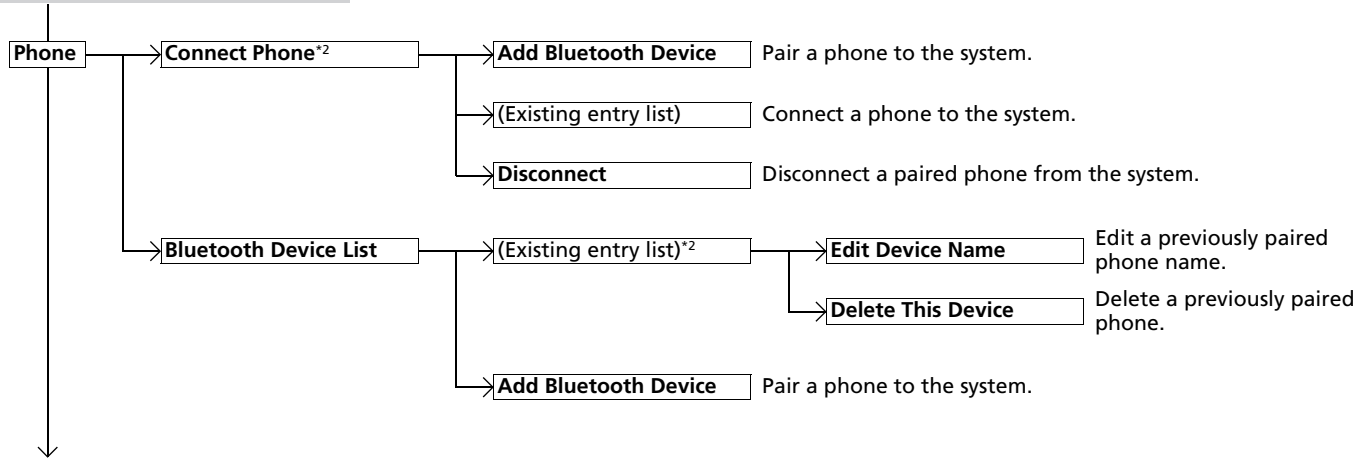 Phone
Connect Phone*2
Add Bluetooth Device
Pair a phone to the system.
(Existing entry list)
Connect a phone to the system.
Disconnect
Disconnect a paired phone from the system.
Bluetooth Device List
(Existing entry list)*2
Edit Device Name
Edit a previously paired
phone name.
Delete This Device
Delete a previously paired
phone.
Add Bluetooth Device
Pair a phone to the system.